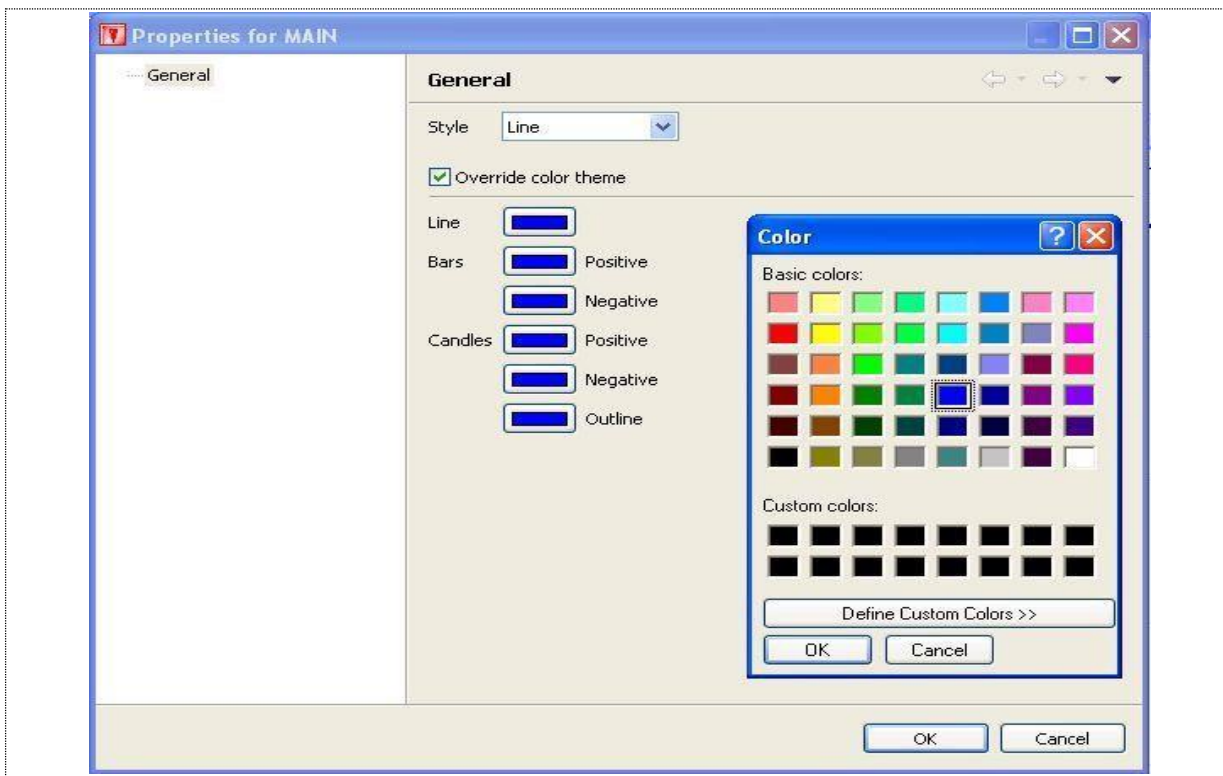 Properties for MAIN
General
General
Style Line
Override color theme
Line
Bars Positive
Negative
Candles Positive
Negative
Outline
Color
Basic colors:
Custom colors:
Define Custom Colors >>
OK Cancel
OK Cancel